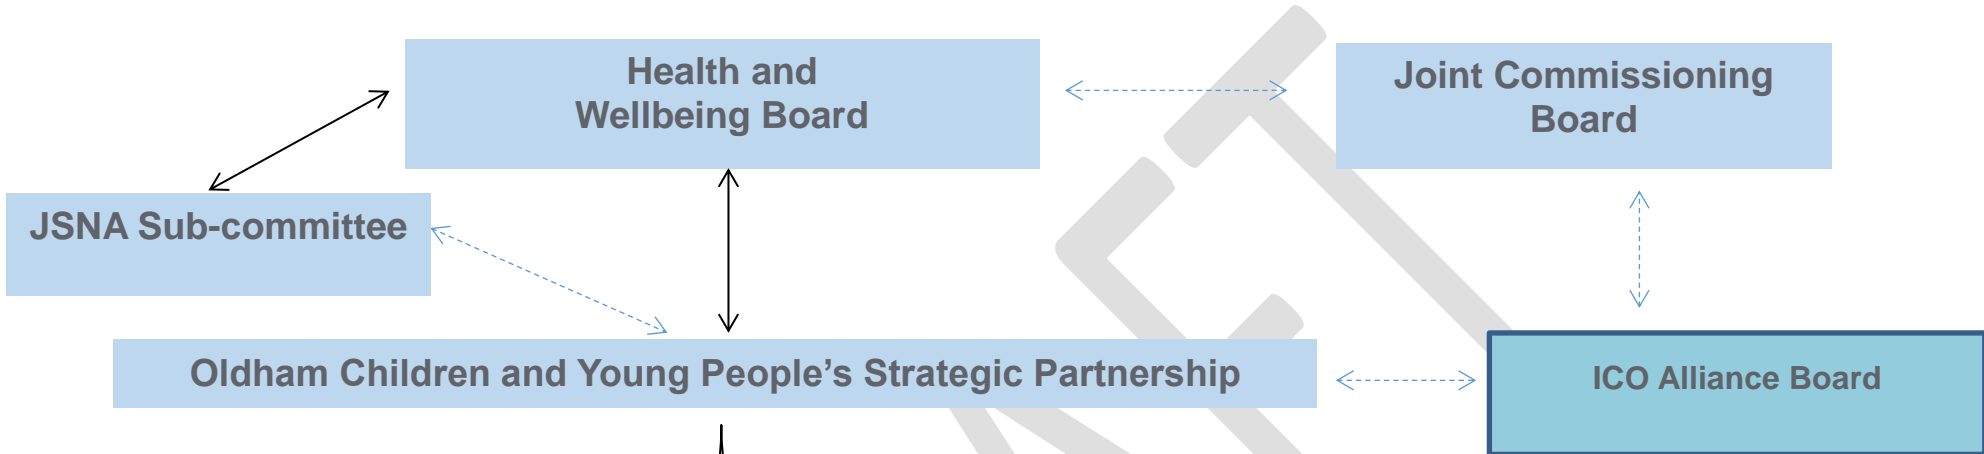 Health and
Wellbeing Board
Joint Commissioning
Board
JSNA Sub-committee
Oldham Children and Young People’s Strategic Partnership
ICO Alliance Board